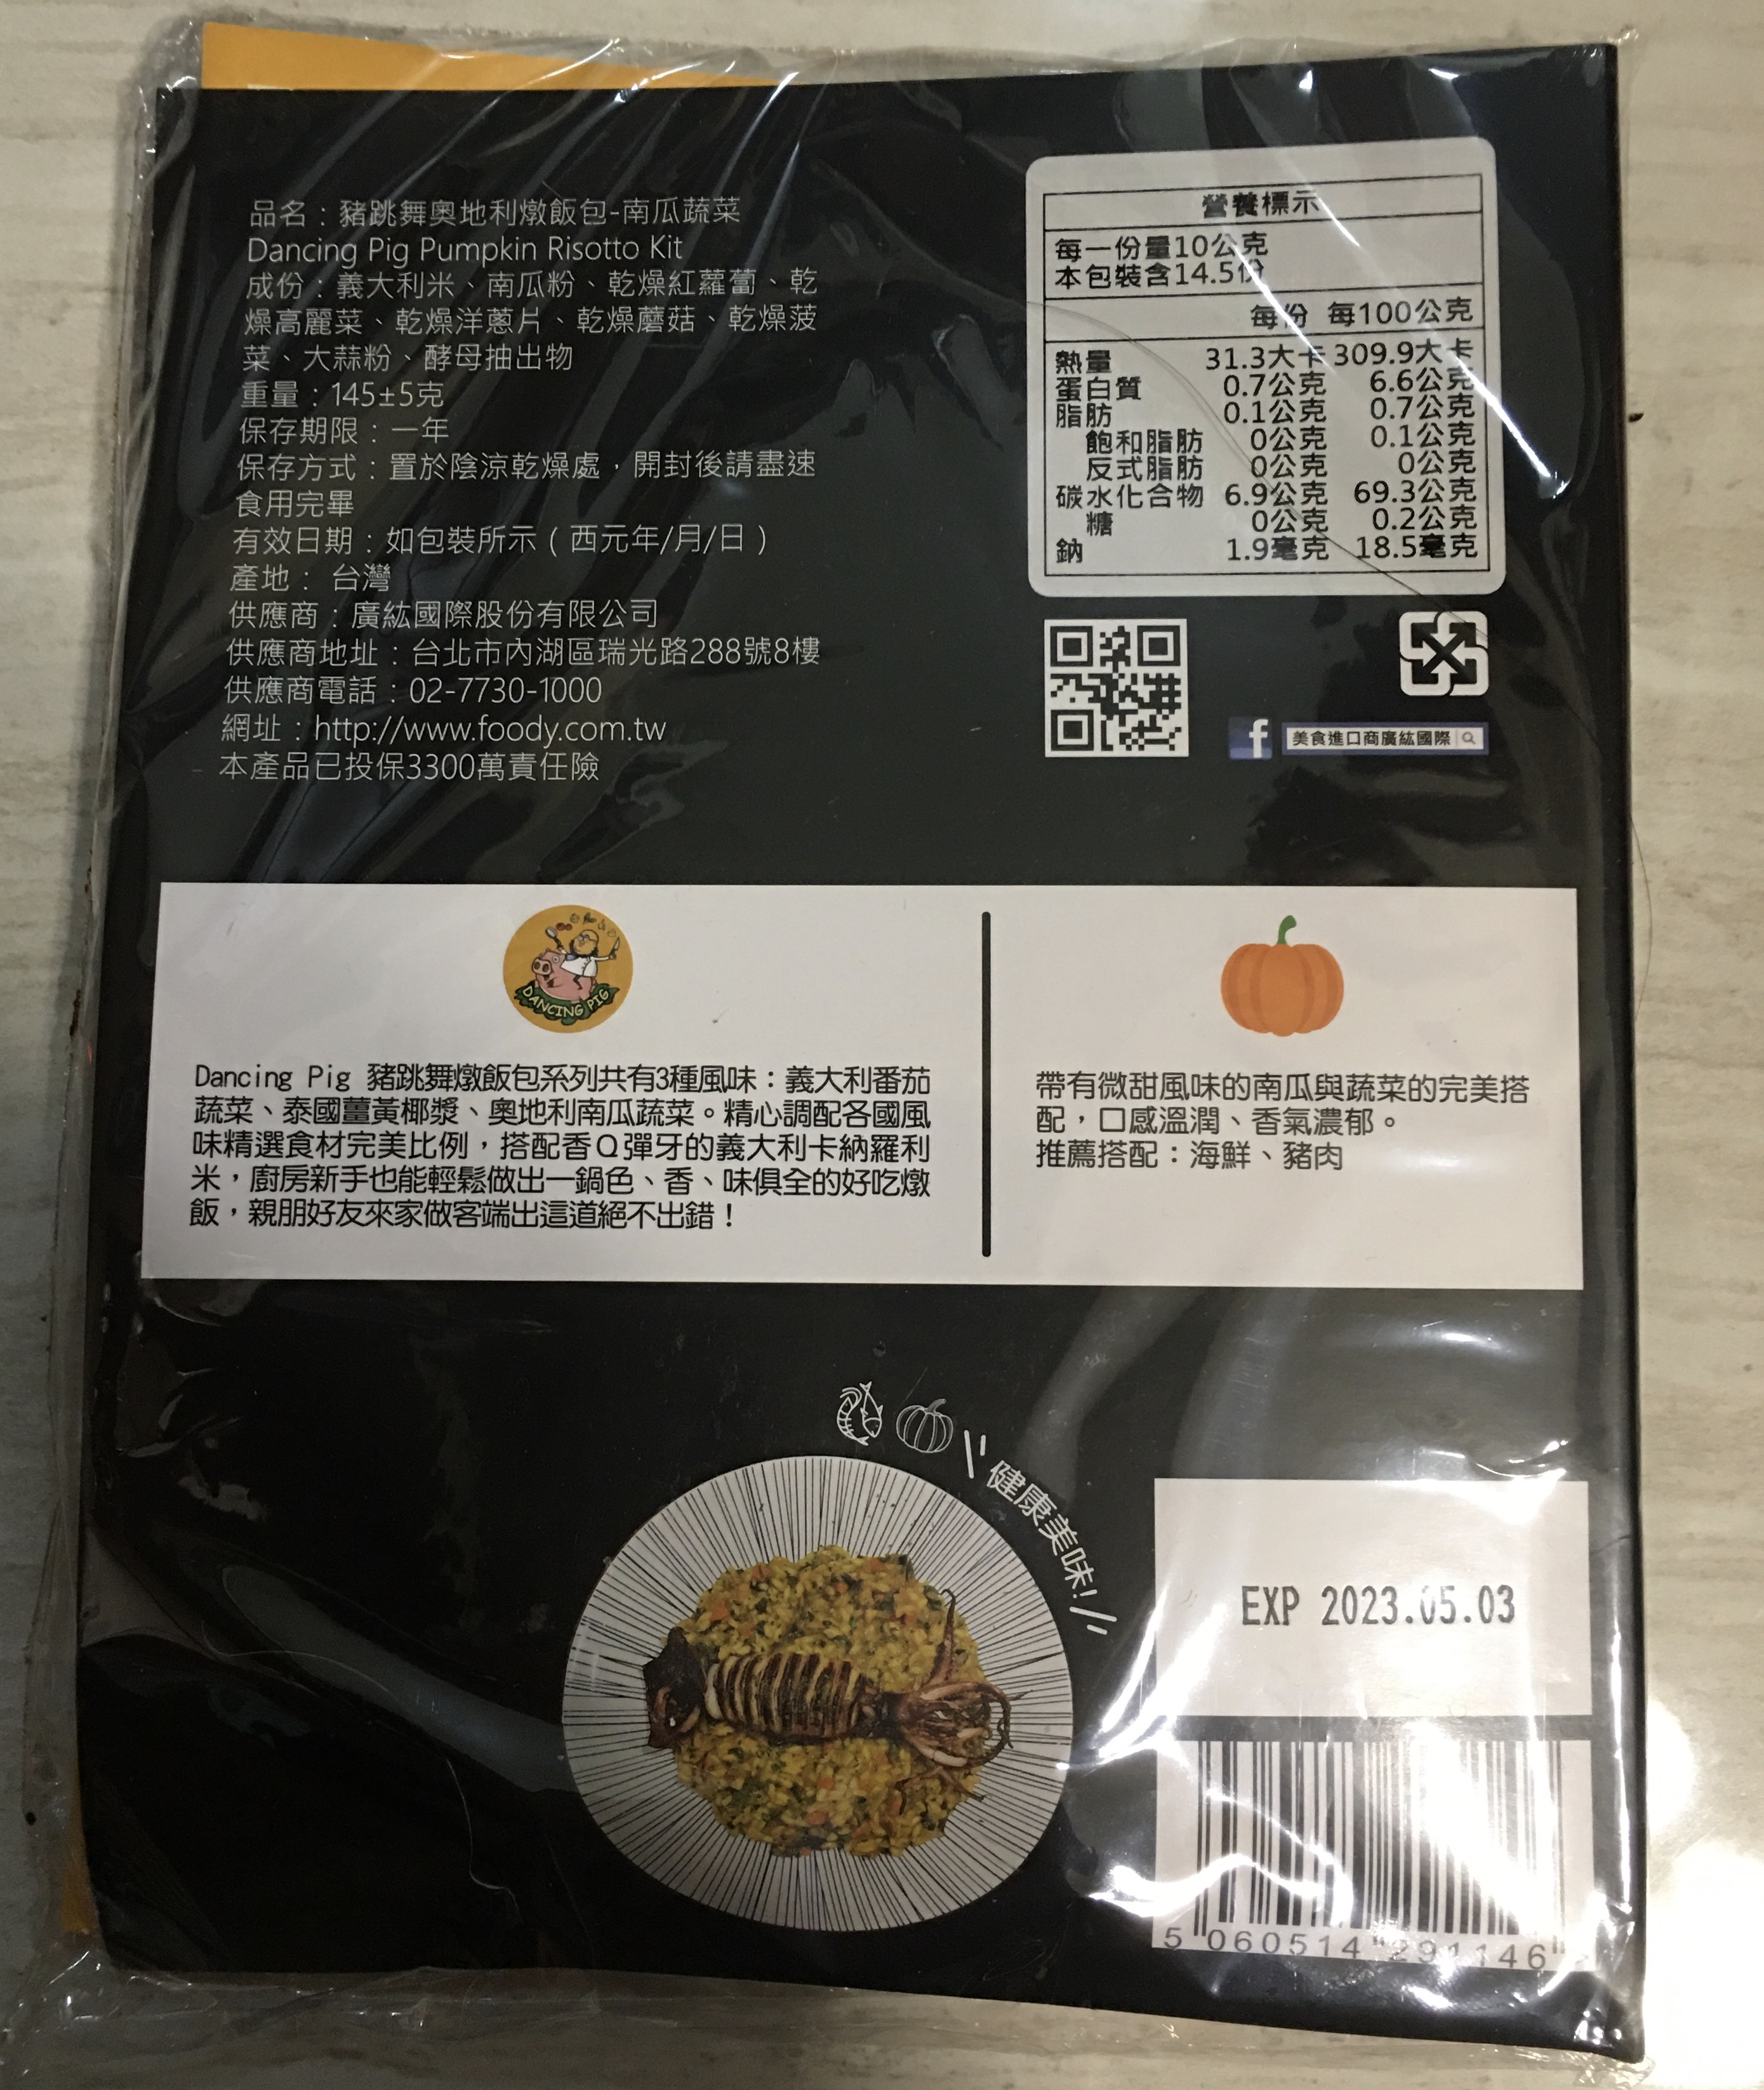 品名：豬跳舞奧地利燉飯包-南瓜蔬菜
Dancing Pig Pumpkin Risotto Kit
成份：義大利米、南瓜粉、乾燥紅蘿蔔、乾
燥高麗菜、乾燥洋蔥片、乾燥蘑菇、乾燥菠
菜、大蒜粉、酵母抽出物
重量：145±5克
保存期限：一年
保存方式：置於陰涼乾燥處，開封後請盡速
食用完畢
有效日期：如包裝所示（西元年/月/日）
產地： 台灣
供應商：廣紘國際股份有限公司
供應商地址：台北市內湖區瑞光路288號8樓
供應商電話：02-7730-1000
網址：http://www.foody.com.tw
本產品已投保3300萬責任險
營養標示
每一份量10公克
本包裝含14.5份
每份 每100公克
熱量 31.3大卡 309.9大卡
蛋白質 0.7公克 6.6公克
脂肪 0.1公克 0.7公克
飽和脂肪 0公克 0.1公克
反式脂肪 0公克 0公克
碳水化合物 6.9公克 69.3公克
糖 0公克 0.2公克
鈉 1.9毫克 18.5毫克
f 美食進口商廣紘國際
DANCING PIG
Dancing Pig 豬跳舞燉飯包系列共有3種風味：義大利番茄
蔬菜、泰國薑黃椰漿、奧地利南瓜蔬菜。精心調配各國風
味精選食材完美比例，搭配香Q彈牙的義大利卡納羅利
米，廚房新手也能輕鬆做出一鍋色、香、味俱全的好吃燉
飯，親朋好友來家做客端出這道絕不出錯！
帶有微甜風味的南瓜與蔬菜的完美搭
配，口感溫潤、香氣濃郁。
推薦搭配：海鮮、豬肉
健康美味!
EXP 2023.05.03
5 060514 291146